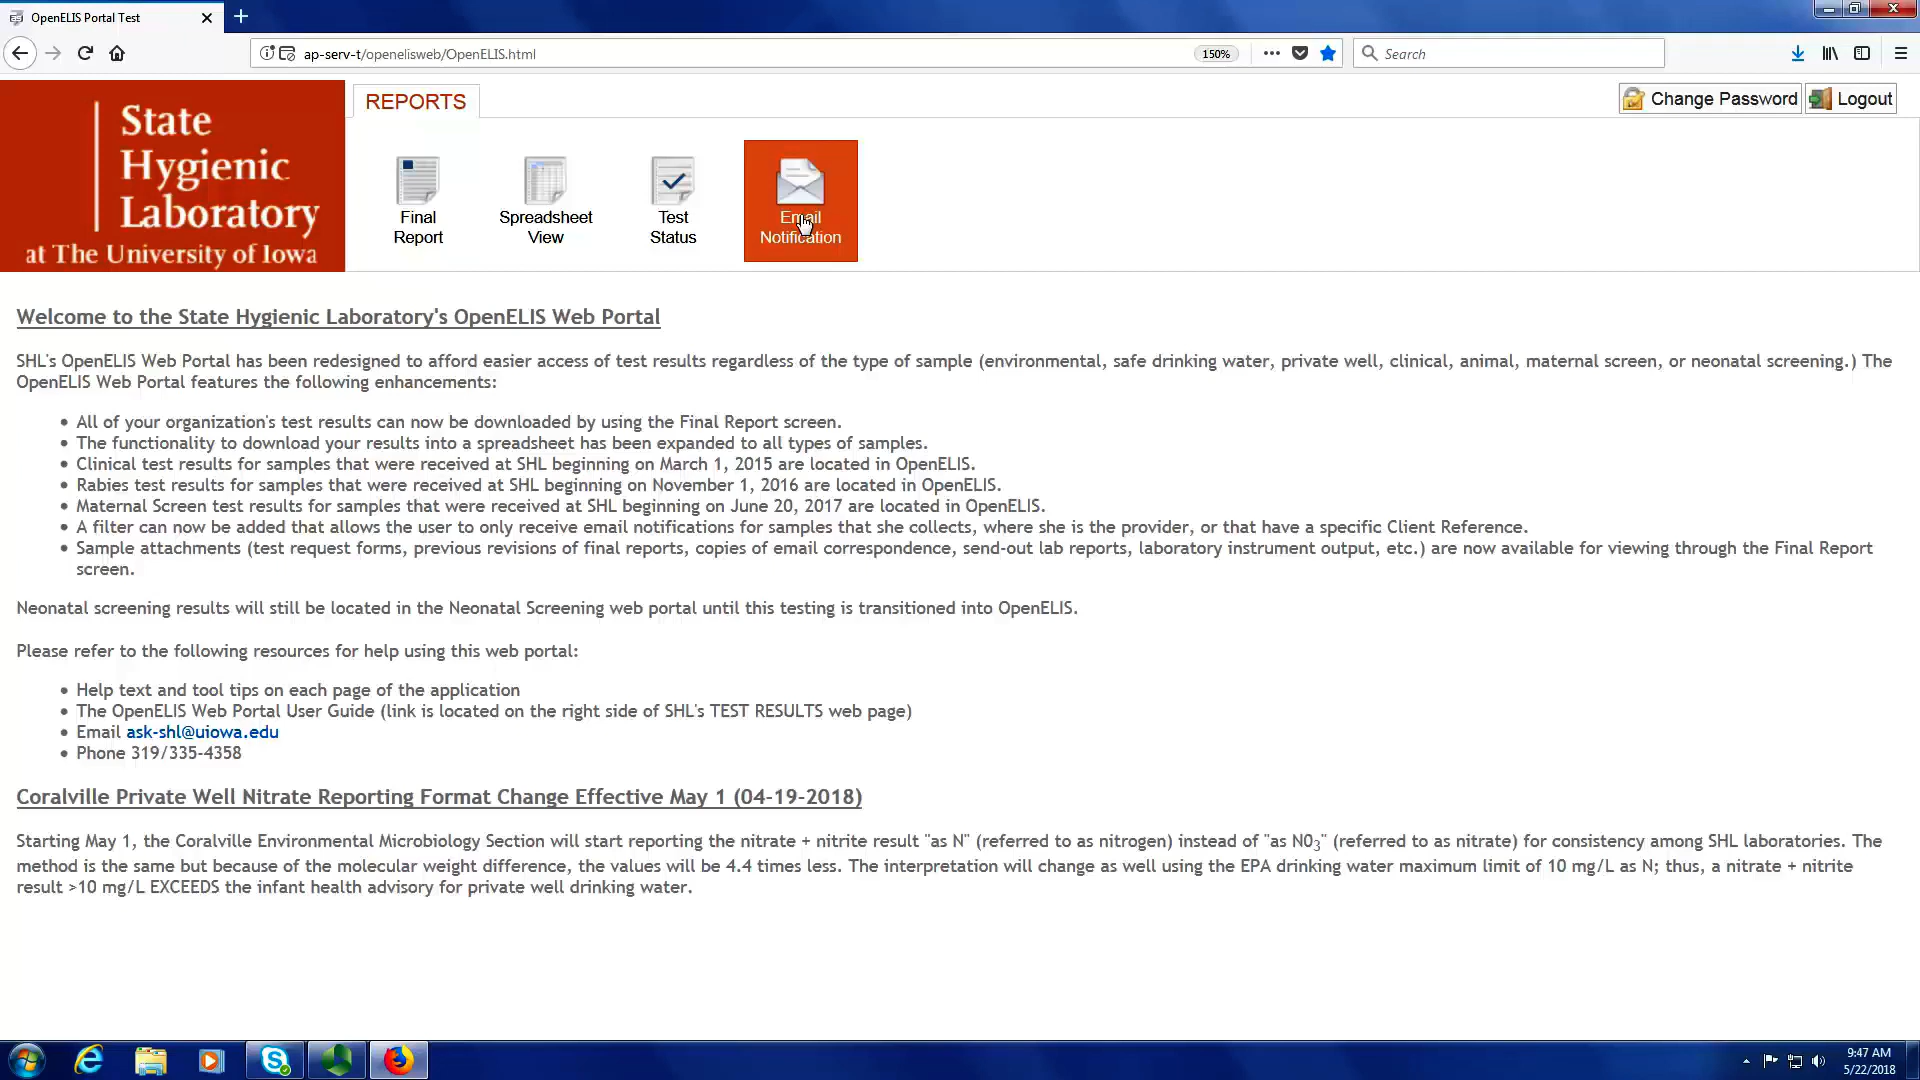 OpenELIS Portal Test
ap-serv-t/openelisweb/OpenELIS.html
150%
Search
State
Hygienic
Laboratory
at The University of Iowa
REPORTS
Change Password
Logout
Final
Report
Spreadsheet
View
Test
Status
Email
Notification
Welcome to the State Hygienic Laboratory's OpenELIS Web Portal
SHL's OpenELIS Web Portal has been redesigned to afford easier access of test results regardless of the type of sample (environmental, safe drinking water, private well, clinical, animal, maternal screen, or neonatal screening.) The
OpenELIS Web Portal features the following enhancements:
• All of your organization's test results can now be downloaded by using the Final Report screen.
• The functionality to download your results into a spreadsheet has been expanded to all types of samples.
• Clinical test results for samples that were received at SHL beginning on March 1, 2015 are located in OpenELIS.
• Rabies test results for samples that were received at SHL beginning on November 1, 2016 are located in OpenELIS.
• Maternal Screen test results for samples that were received at SHL beginning on June 20, 2017 are located in OpenELIS.
• A filter can now be added that allows the user to only receive email notifications for samples that she collects, where she is the provider, or that have a specific Client Reference.
• Sample attachments (test request forms, previous revisions of final reports, copies of email correspondence, send-out lab reports, laboratory instrument output, etc.) are now available for viewing through the Final Report
screen.
Neonatal screening results will still be located in the Neonatal Screening web portal until this testing is transitioned into OpenELIS.
Please refer to the following resources for help using this web portal:
• Help text and tool tips on each page of the application
• The OpenELIS Web Portal User Guide (link is located on the right side of SHL's TEST RESULTS web page)
• Email ask-shl@uiowa.edu
• Phone 319/335-4358
Coralville Private Well Nitrate Reporting Format Change Effective May 1 (04-19-2018)
Starting May 1, the Coralville Environmental Microbiology Section will start reporting the nitrate + nitrite result "as N" (referred to as nitrogen) instead of "as N0₃" (referred to as nitrate) for consistency among SHL laboratories. The
method is the same but because of the molecular weight difference, the values will be 4.4 times less. The interpretation will change as well using the EPA drinking water maximum limit of 10 mg/L as N; thus, a nitrate + nitrite
result >10 mg/L EXCEEDS the infant health advisory for private well drinking water.
9:47 AM
5/22/2018